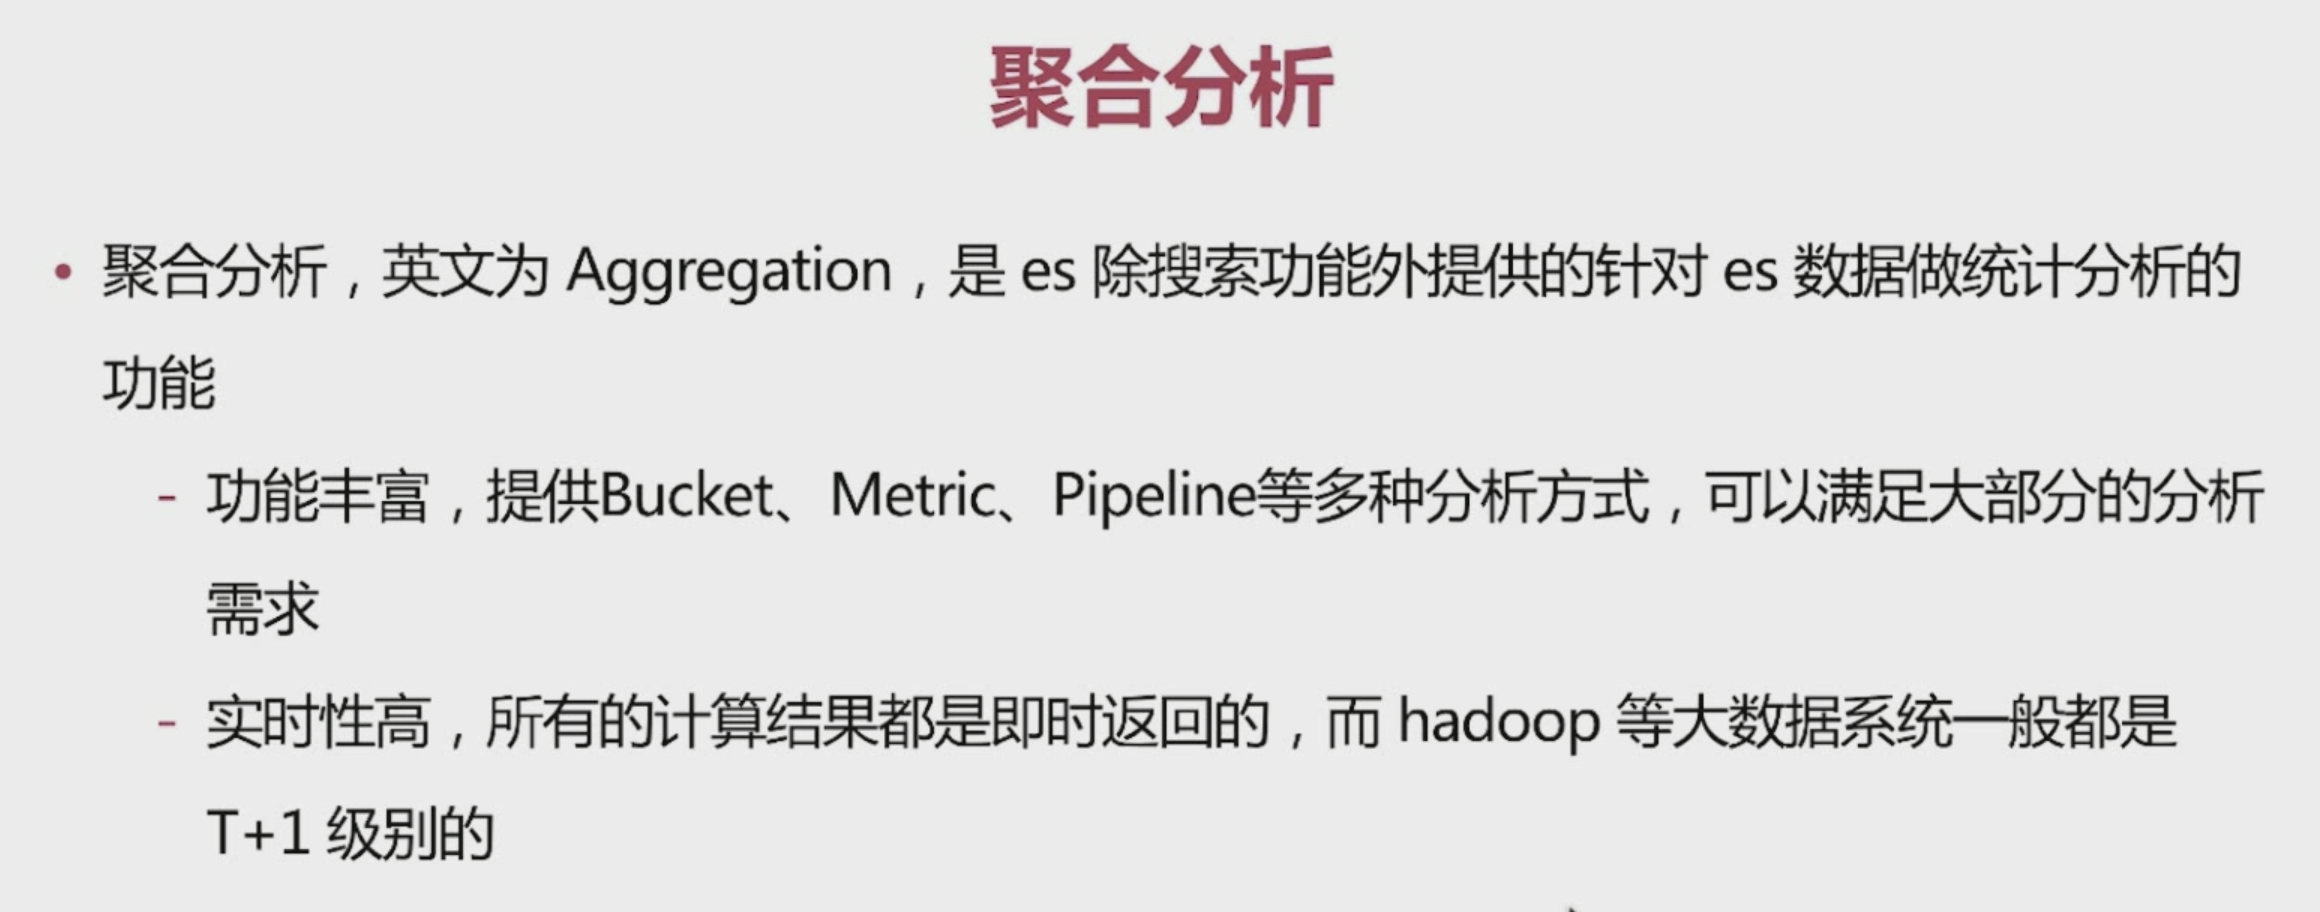 聚合分析
• 聚合分析，英文为 Aggregation，是 es 除搜索功能外提供的针对 es 数据做统计分析的
功能
- 功能丰富，提供Bucket、Metric、Pipeline等多种分析方式，可以满足大部分的分析
需求
- 实时性高，所有的计算结果都是即时返回的，而 hadoop 等大数据系统一般都是
T+1 级别的